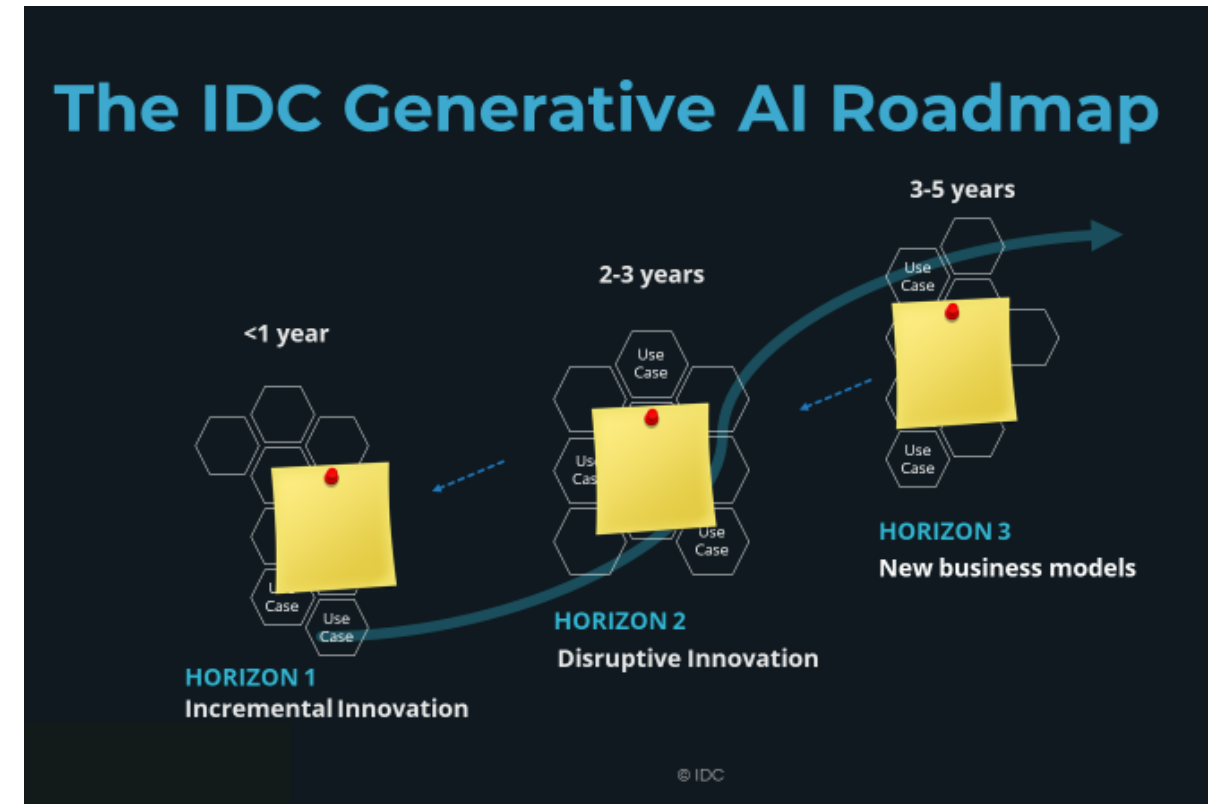 The IDC Generative AI Roadmap
<1 year
Use
Case
Case
HORIZON 1
Incremental Innovation
2-3 years
Use
Case
Use
Case
HORIZON 2
Disruptive Innovation
3-5 years
Use
Case
Use
Case
HORIZON 3
New business models
© IDC